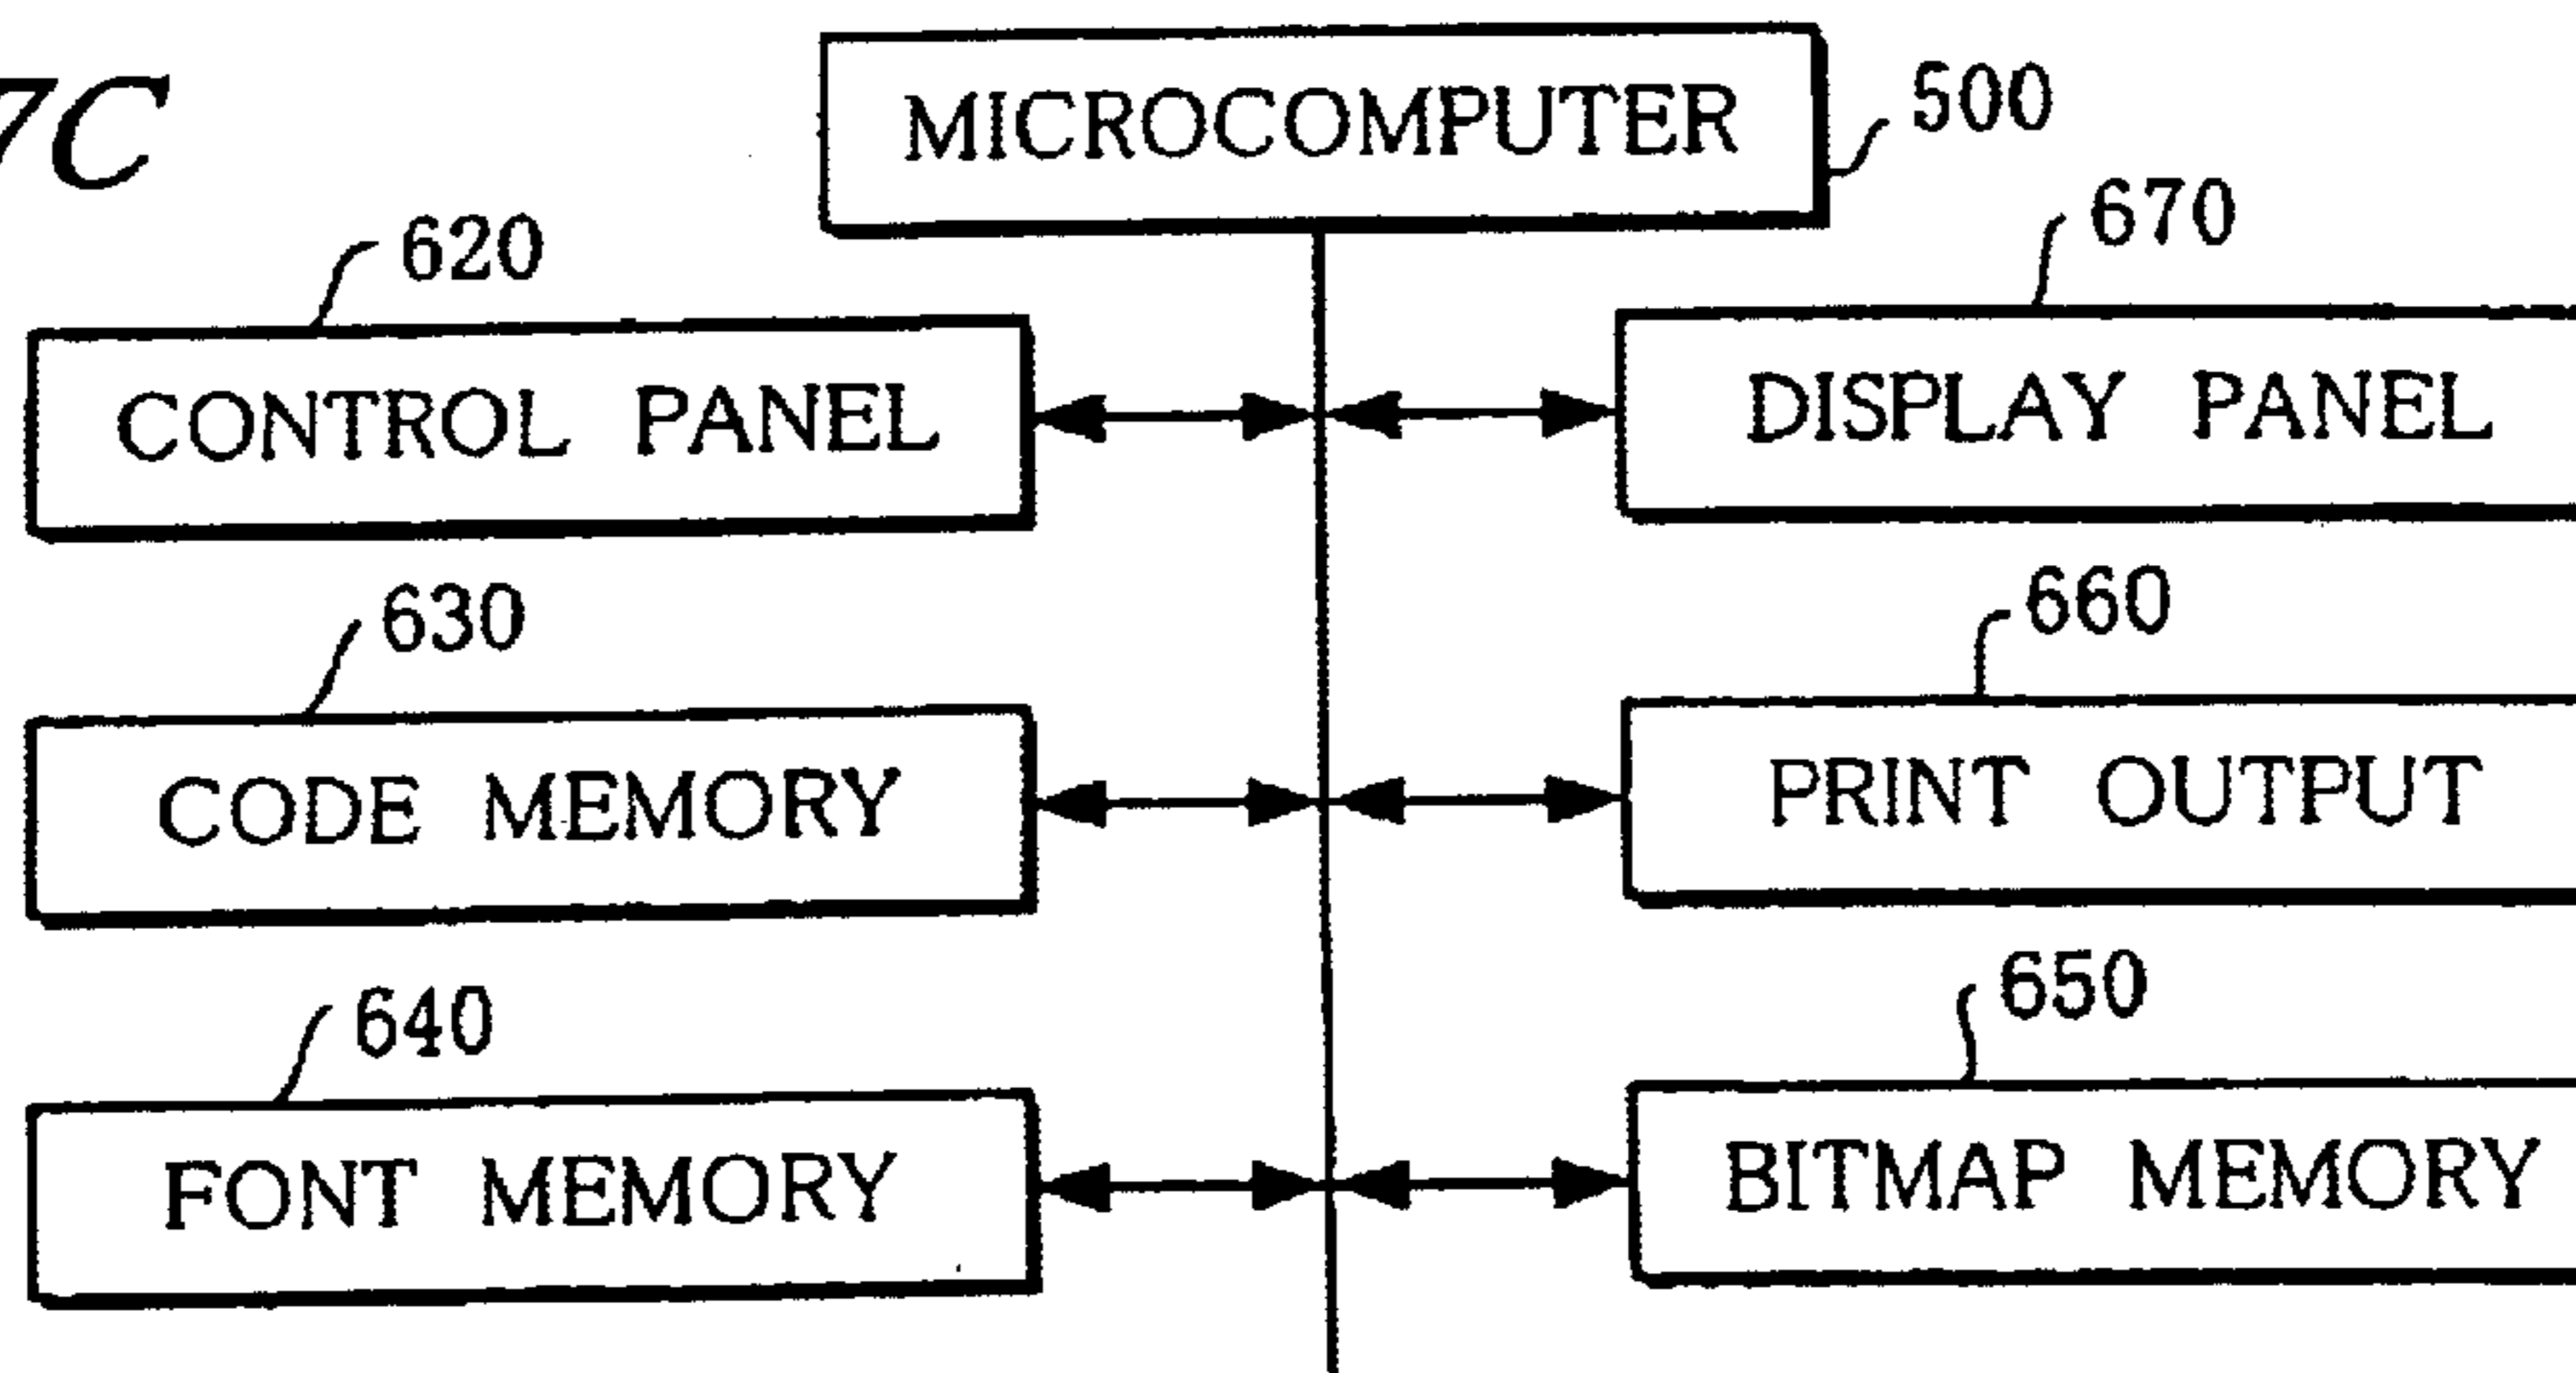 7C
MICROCOMPUTER
500
620
670
CONTROL PANEL
DISPLAY PANEL
630
660
CODE MEMORY
PRINT OUTPUT
640
650
FONT MEMORY
BITMAP MEMORY